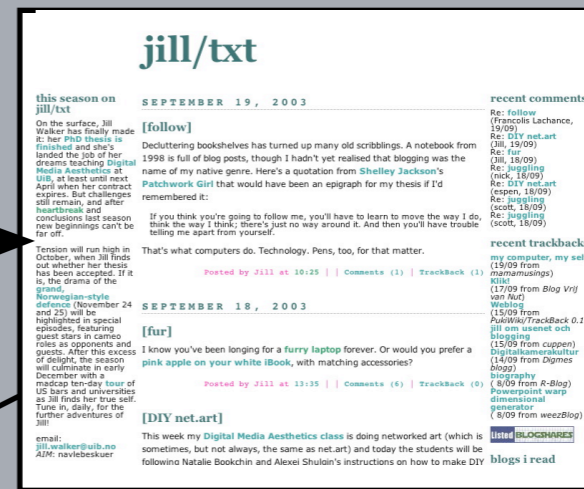 jill/txt
this season on
jill/txt
On the surface, Jill
Walker has finally made
it: her PhD thesis is
finished and she's
landed the job of her
dreams teaching Digital
Media Aesthetics at
UiB, at least until next
April when her contract
expires. But challenges
still remain, and after
heartbreak and
conclusions last season
new beginnings can't be
far off.
Tension will run high in
October, when Jill finds
out whether her thesis
has been accepted. If it
is, the drama of the
grand,
Norwegian-style
defence (November 24
and 25) will be
highlighted in special
episodes, featuring
guest stars in cameo
roles as opponents and
guests. After this excess
of delight, the season
will culminate in early
December with a
madcap ten-day tour of
US bars and universities
as Jill finds her true self.
Tune in, daily, for the
further adventures of
Jill!
email:
jill.walker@uib.no
AIM: navlebeskuer
SEPTEMBER 19, 2003
[follow]
Decluttering bookshelves has turned up many old scribblings. A notebook from
1998 is full of blog posts, though I hadn't yet realised that blogging was the
name of my native genre. Here's a quotation from Shelley Jackson's
Patchwork Girl that would have been an epigraph for my thesis if I'd
remembered it:
If you think you're going to follow me, you'll have to learn to move the way I do,
think the way I think; there's just no way around it. And then you'll have trouble
telling me apart from yourself.
That's what computers do. Technology. Pens, too, for that matter.
Posted by Jill at 10:25 | | Comments (1) | TrackBack (1)
SEPTEMBER 18, 2003
[fur]
I know you've been longing for a furry laptop forever. Or would you prefer a
pink apple on your white iBook, with matching accessories?
Posted by Jill at 13:35 | | Comments (6) | TrackBack (0)
[DIY net.art]
This week my Digital Media Aesthetics class is doing networked art (which is
sometimes, but not always, the same as net.art) and today the students will be
following Natalie Bookchin and Alexei Shulgin's instructions on how to make DIY
recent comments
Re: follow
(Francois Lachance,
19/09)
Re: DIY net.art
(Jill, 19/09)
Re: fur
(Jill, 18/09)
Re: juggling
(nick, 18/09)
Re: DIY net.art
(espen, 18/09)
Re: juggling
(scott, 18/09)
Re: juggling
(scott, 18/09)
recent trackbacks
my computer, my sel
(19/09 from
mamamusings)
Klik!
(17/09 from Blog Vrij
van Nut)
Weblog
(15/09 from
PukiWiki/TrackBack 0.1
jill om usenet och
blogging
(15/09 from cuppen)
Digitalkamerakultur
(14/09 from Digmes
blogg)
biography
( 8/09 from R-Blog)
Powerpoint warp
dimensional
generator
( 8/09 from weezBlog)
Listed BLOGSHARES
blogs i read